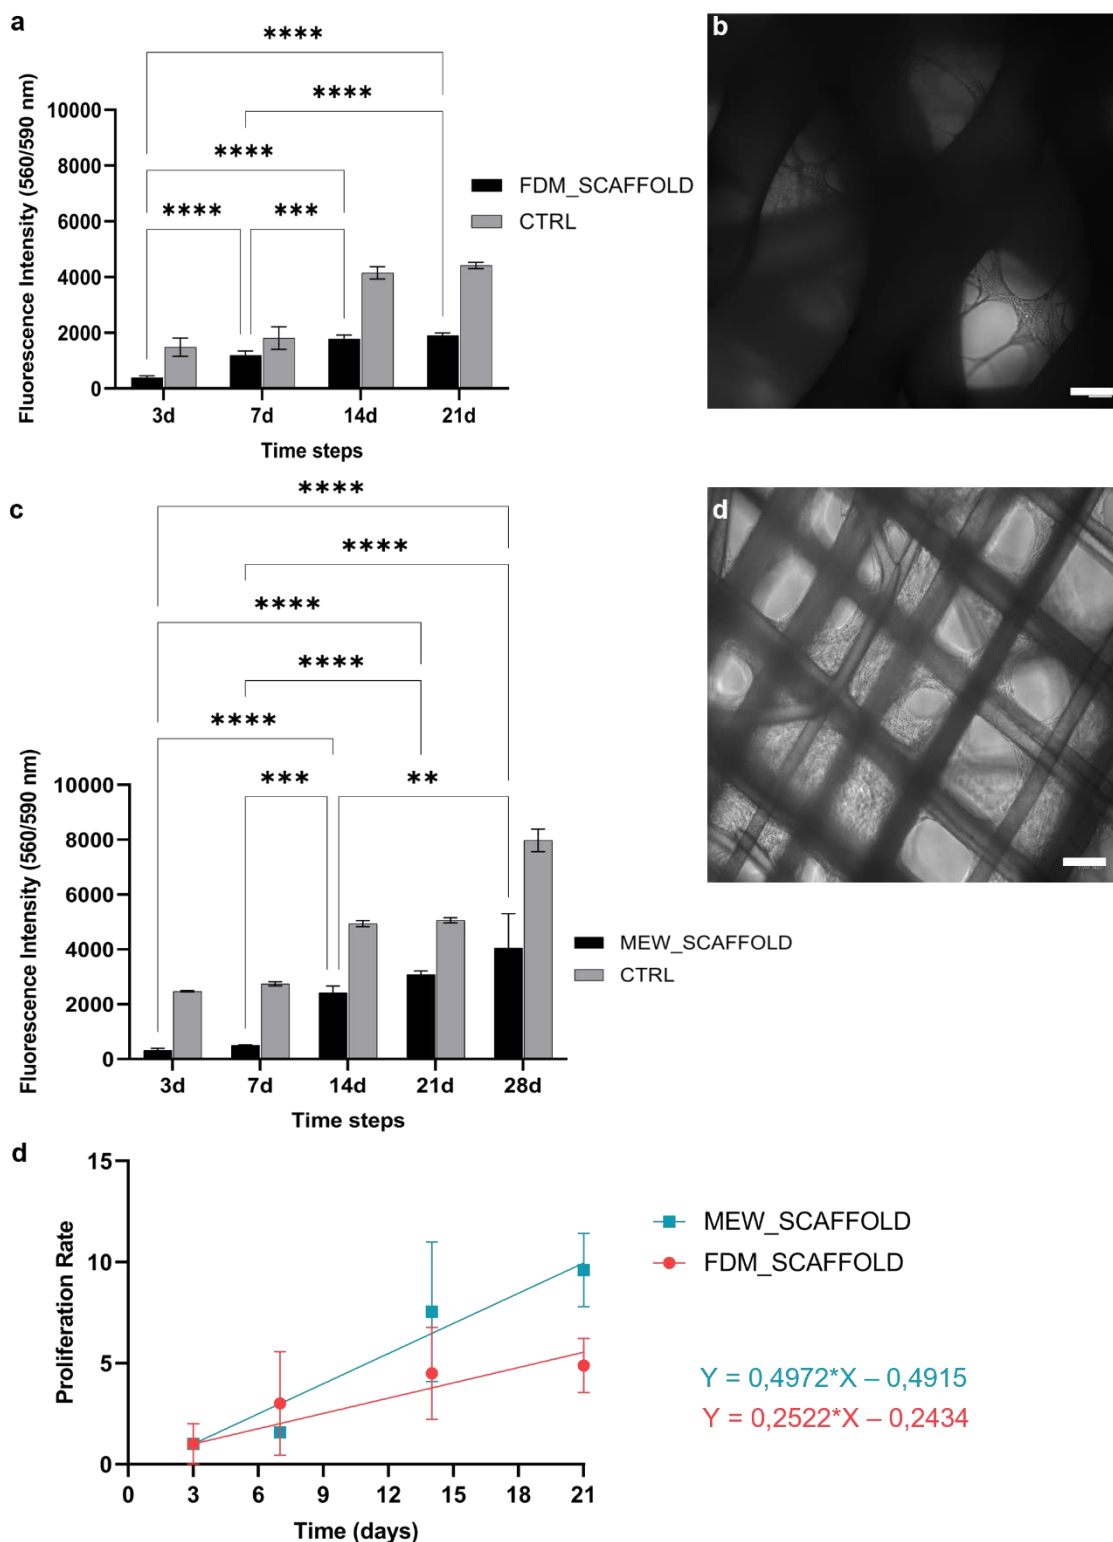 a
****
****
****
****
***
10000
8000
6000
4000
2000
0
Fluorescence Intensity (560/590 nm)
3d
7d
14d
21d
Time steps
FDM_SCAFFOLD
CTRL
b
c
****
****
****
****
****
***
**
10000
8000
6000
4000
2000
0
Fluorescence Intensity (560/590 nm)
3d
7d
14d
21d
28d
Time steps
MEW_SCAFFOLD
CTRL
d
d
15
10
5
0
Proliferation Rate
0
3
6
9
12
15
18
21
Time (days)
MEW_SCAFFOLD
FDM_SCAFFOLD
Y = 0,4972*X – 0,4915
Y = 0,2522*X – 0,2434